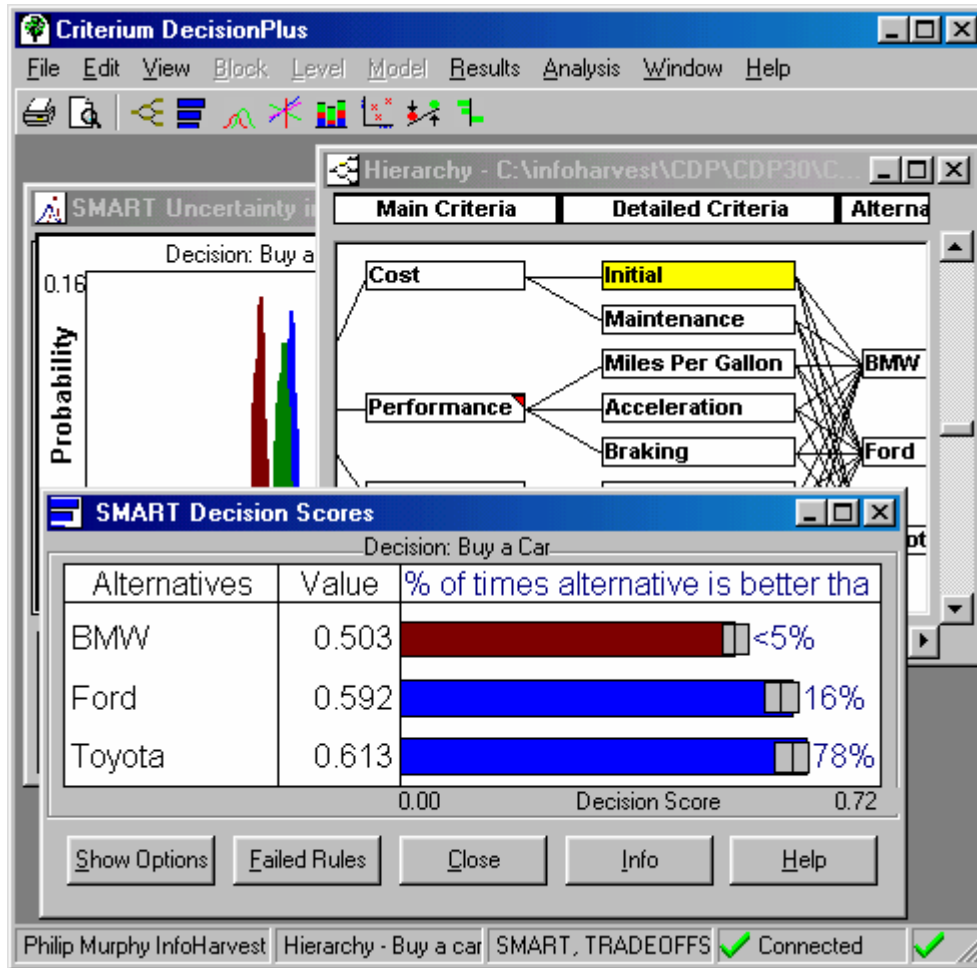 Criterium DecisionPlus
File Edit View Block Level Model Results Analysis Window Help
Hierarchy - C:\infoharvest\CDP\CDP30\C...
SMART Uncertainty in
Main Criteria Detailed Criteria Alterna
Decision: Buy a
0.16
Probability
Cost
Initial
Maintenance
Miles Per Gallon
BMW
Performance
Acceleration
Braking
Ford
ot
SMART Decision Scores
Decision: Buy a Car
Alternatives Value % of times alternative is better tha
BMW 0.503 <5%
Ford 0.592 16%
Toyota 0.613 78%
0.00 Decision Score 0.72
Show Options Failed Rules Close Info Help
Philip Murphy InfoHarvest Hierarchy - Buy a car SMART, TRADEOFFS Connected